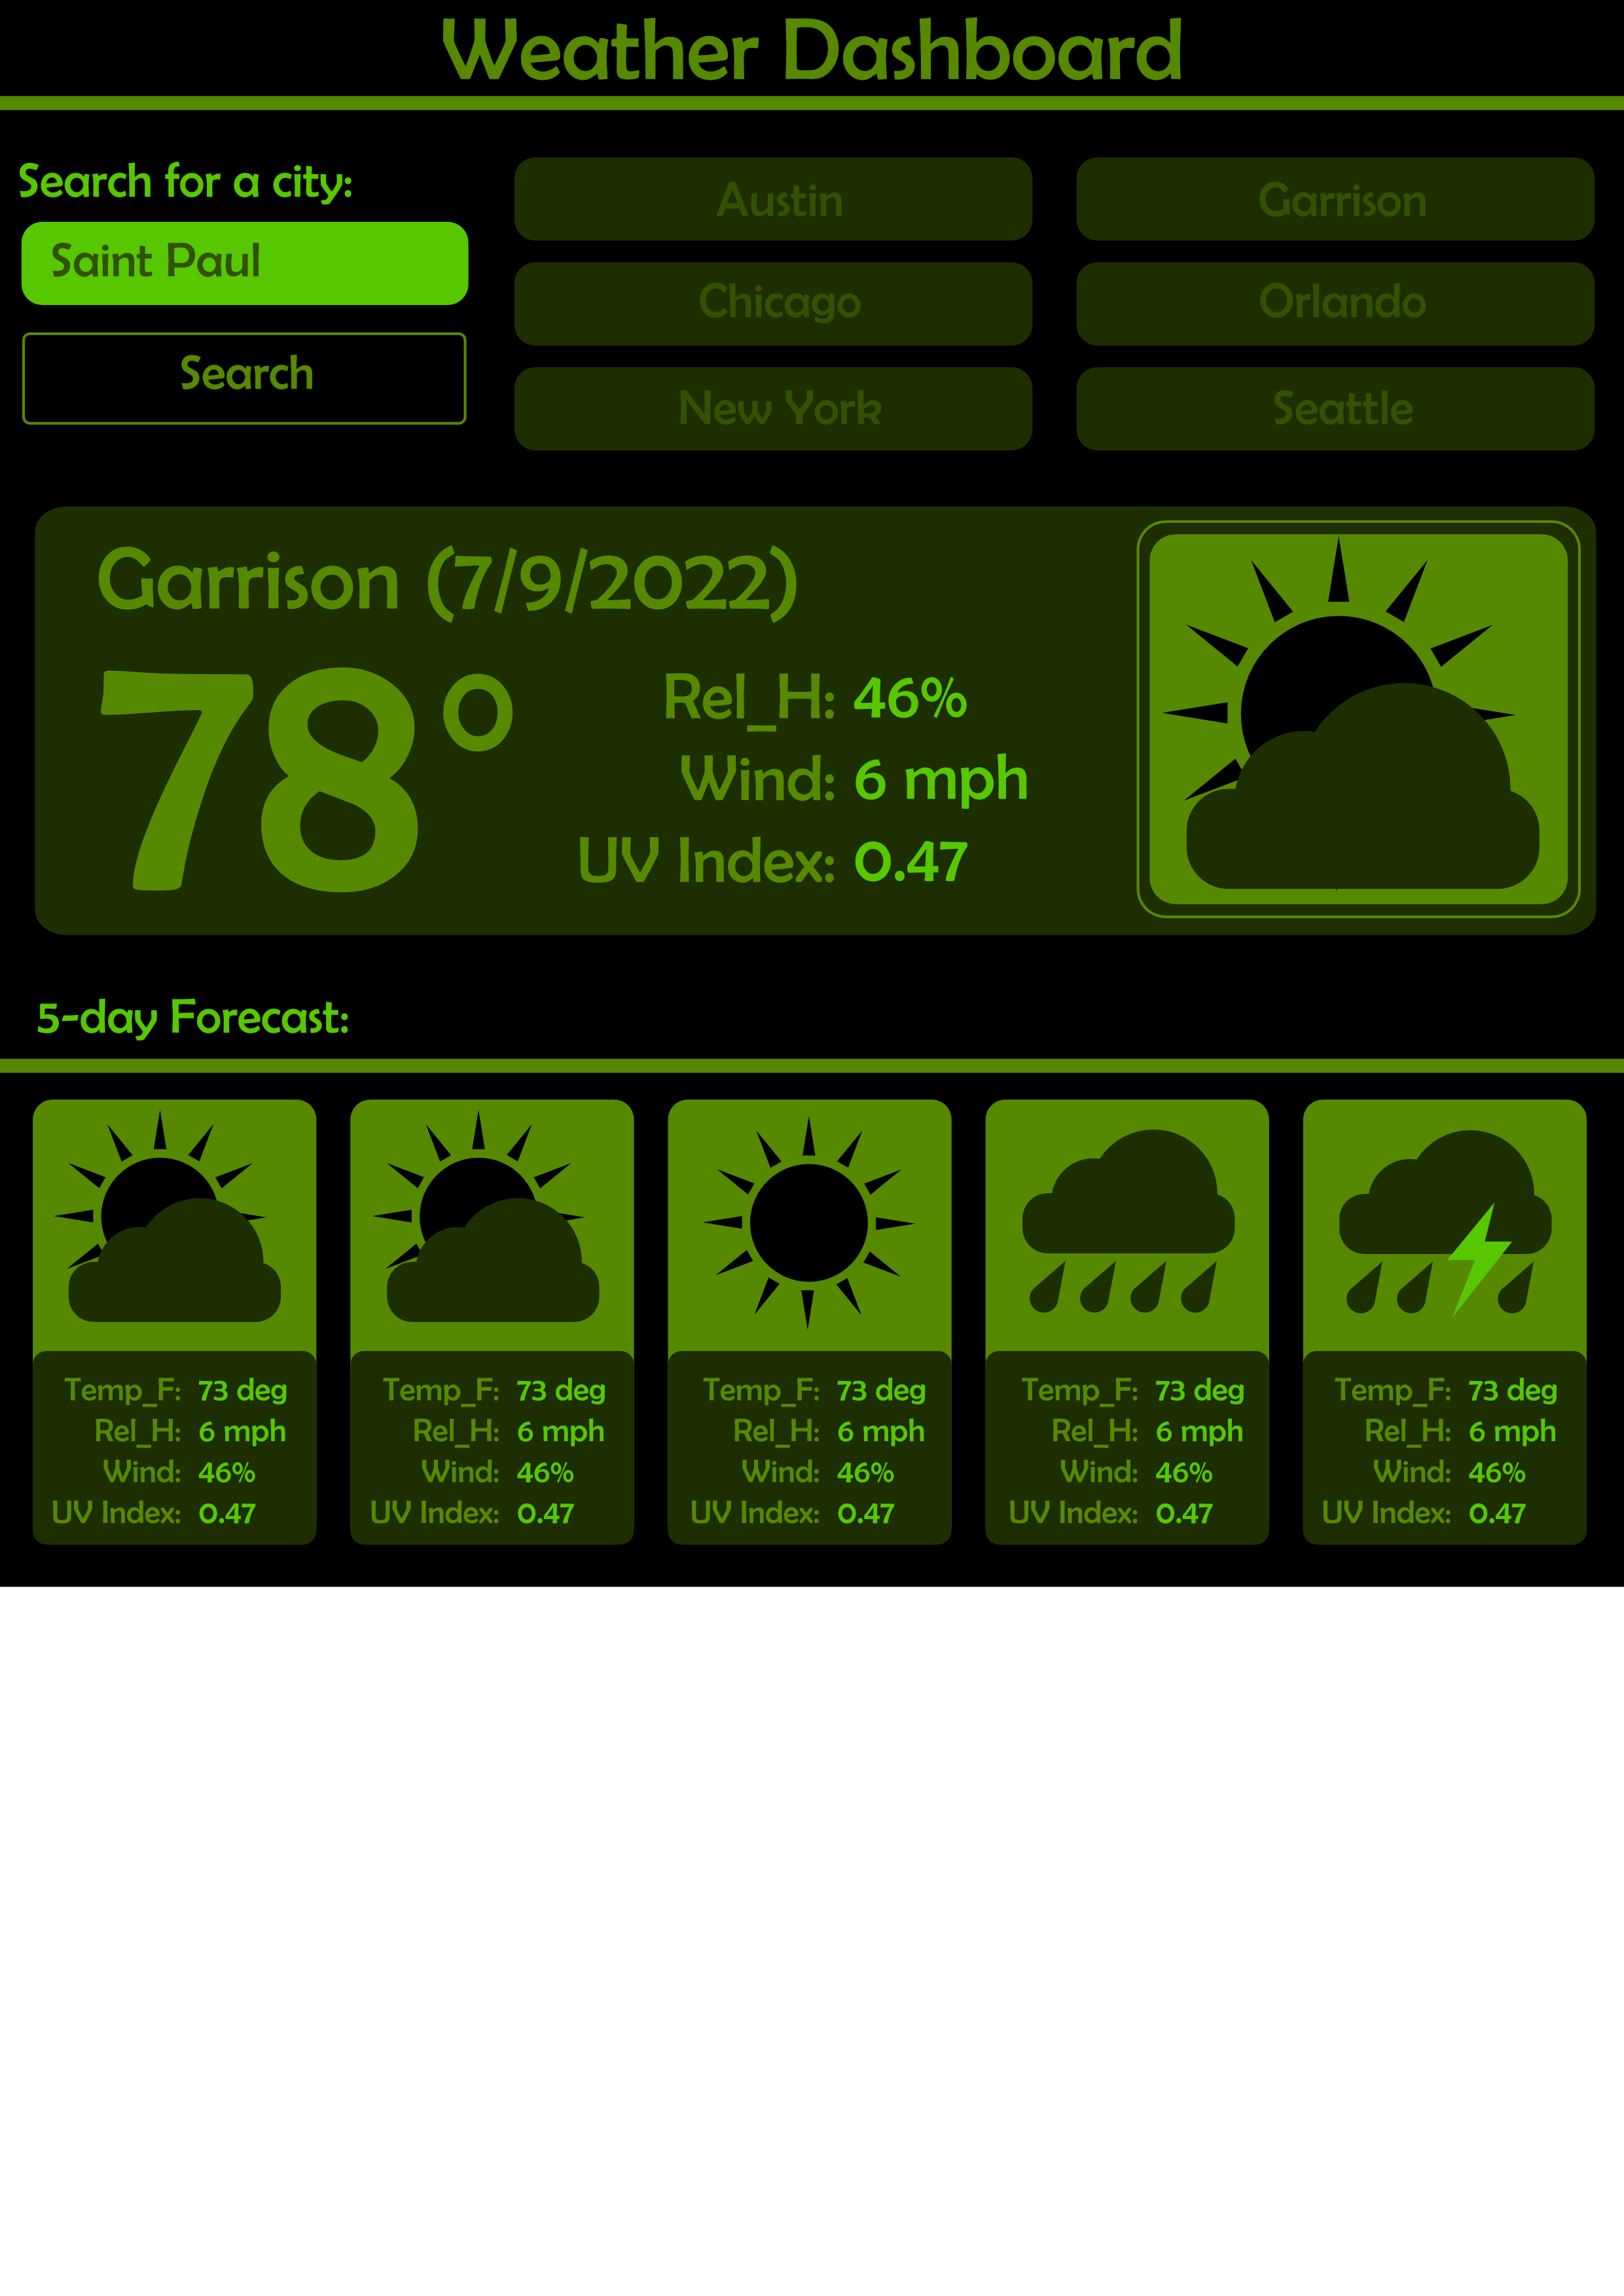 Weather Dashboard
Search for a city:
Saint Paul
Search
Austin
Garrison
Chicago
Orlando
New York
Seattle
Garrison (7/9/2022)
78°
Rel_H: 46%
Wind: 6 mph
UV Index: 0.47
5-day Forecast:
Temp_F: 73 deg
Rel_H: 6 mph
Wind: 46%
UV Index: 0.47
Temp_F: 73 deg
Rel_H: 6 mph
Wind: 46%
UV Index: 0.47
Temp_F: 73 deg
Rel_H: 6 mph
Wind: 46%
UV Index: 0.47
Temp_F: 73 deg
Rel_H: 6 mph
Wind: 46%
UV Index: 0.47
Temp_F: 73 deg
Rel_H: 6 mph
Wind: 46%
UV Index: 0.47